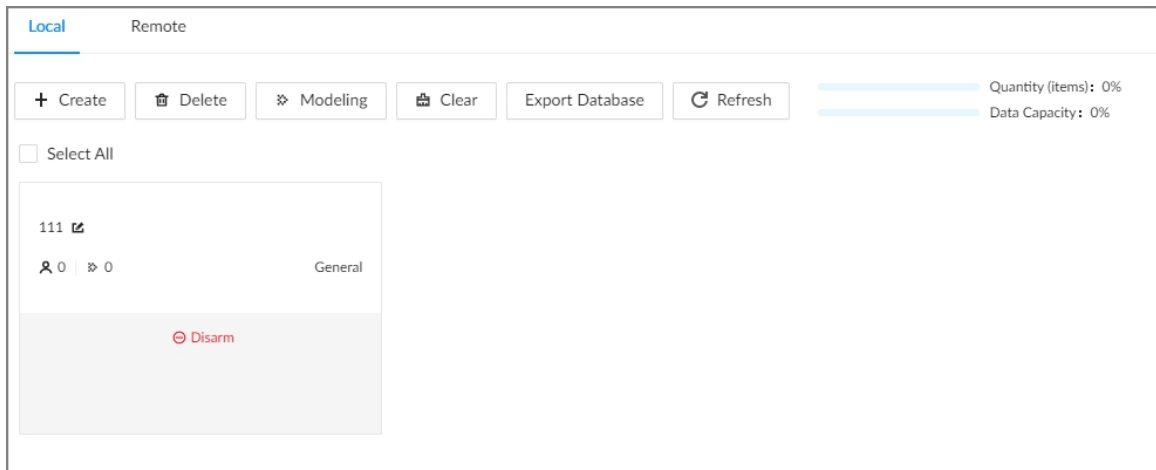 Local Remote
Create Delete Modeling Clear Export Database Refresh Quantity (items): 0%
Data Capacity: 0%
Select All
111
0 0 General
Disarm